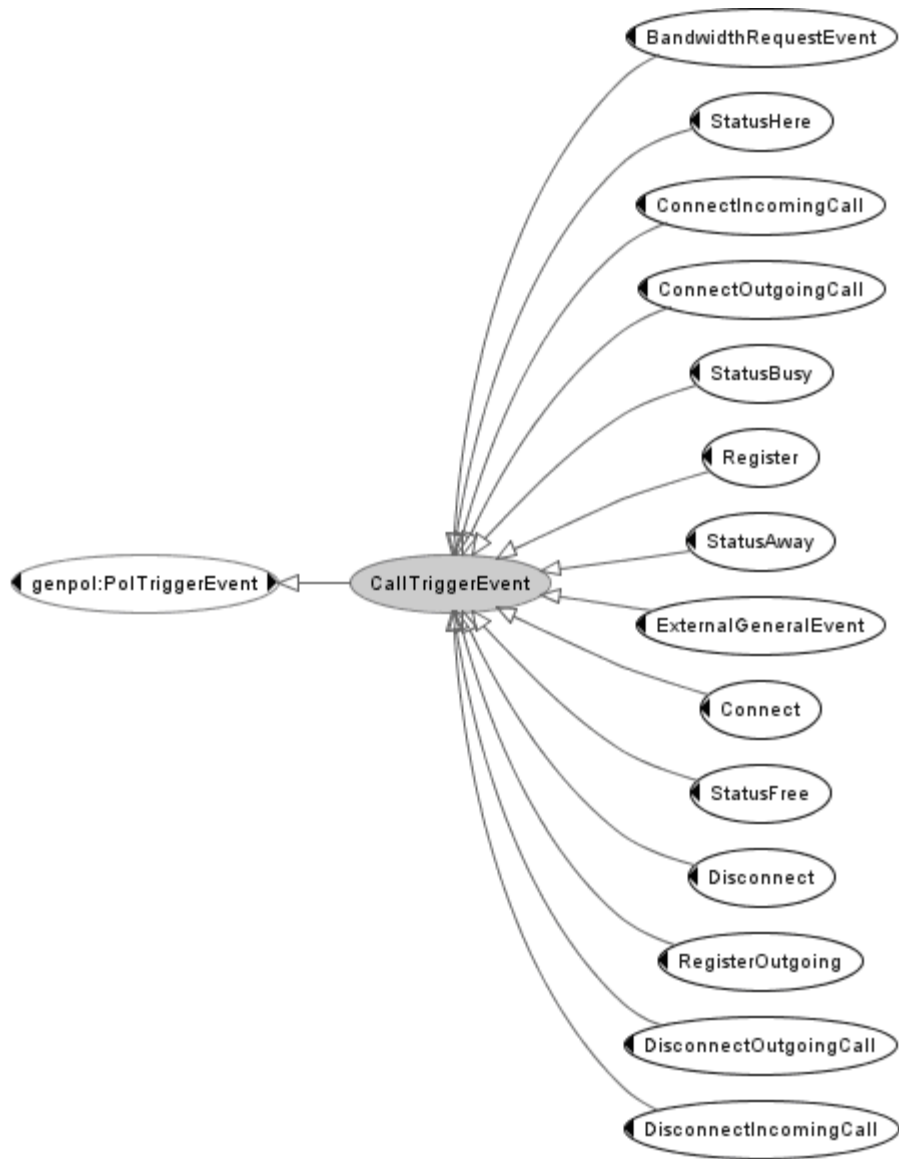 BandwidthRequestEvent
StatusHere
ConnectIncomingCall
ConnectOutgoingCall
StatusBusy
Register
StatusAway
genpol:PolTriggerEvent
CallTriggerEvent
ExternalGeneralEvent
Connect
StatusFree
Disconnect
RegisterOutgoing
DisconnectOutgoingCall
DisconnectIncomingCall